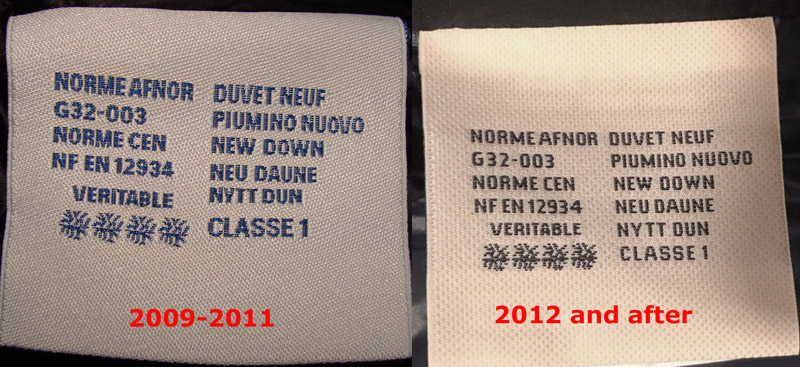 NORME AFNOR DUVET NEUF
G32-003 PIUMINO NUOVO
NORME CEN NEW DOWN
NF EN 12934 NEU DAUNE
VERITABLE NYTT DUN
CLASSE 1
2009-2011
NORME AFNOR DUVET NEUF
G32-003 PIUMINO NUOVO
NORME CEN NEW DOWN
NF EN 12934 NEU DAUNE
VERITABLE NYTT DUN
CLASSE 1
2012 and after